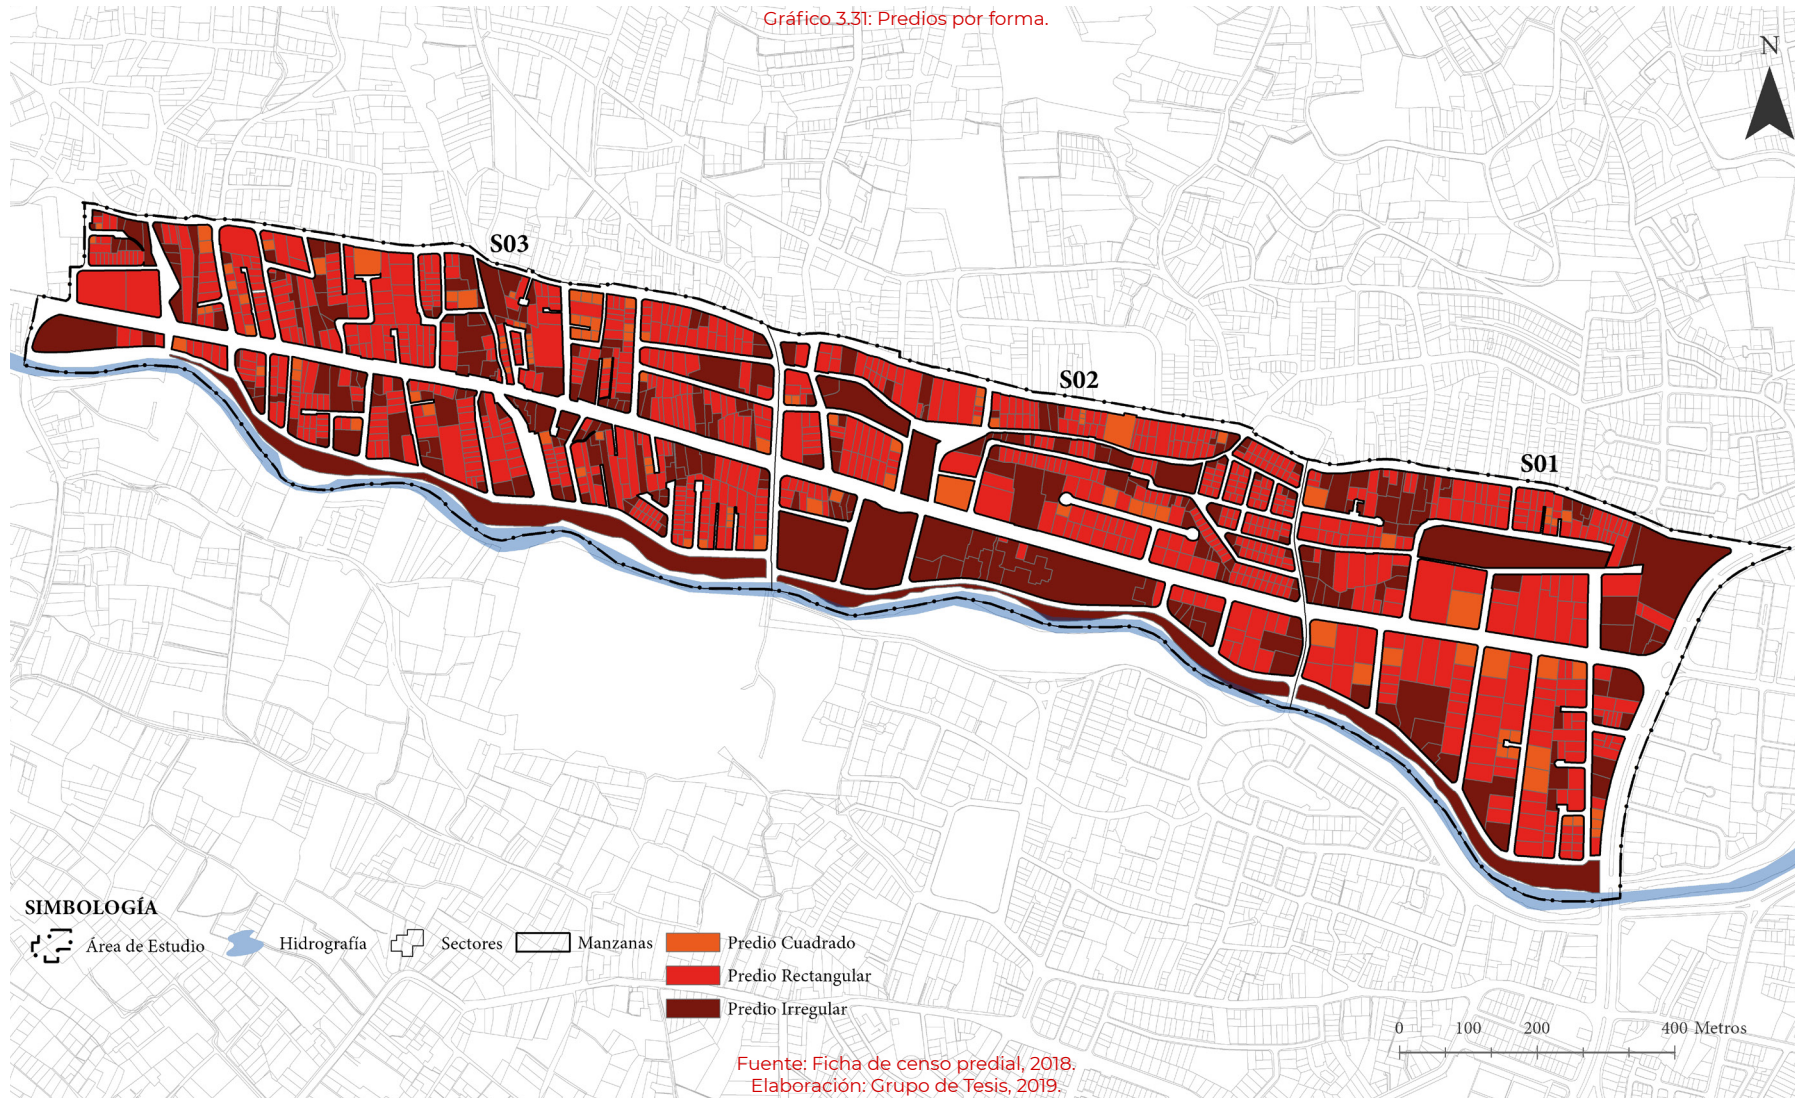 Gráfico 3.31: Predios por forma.
N
S03
S02
S01
SIMBOLOGÍA
Área de Estudio
Hidrografía
Sectores
Manzanas
Predio Cuadrado
Predio Rectangular
Predio Irregular
0 100 200 400 Metros
Fuente: Ficha de censo predial, 2018.
Elaboración: Grupo de Tesis, 2019.